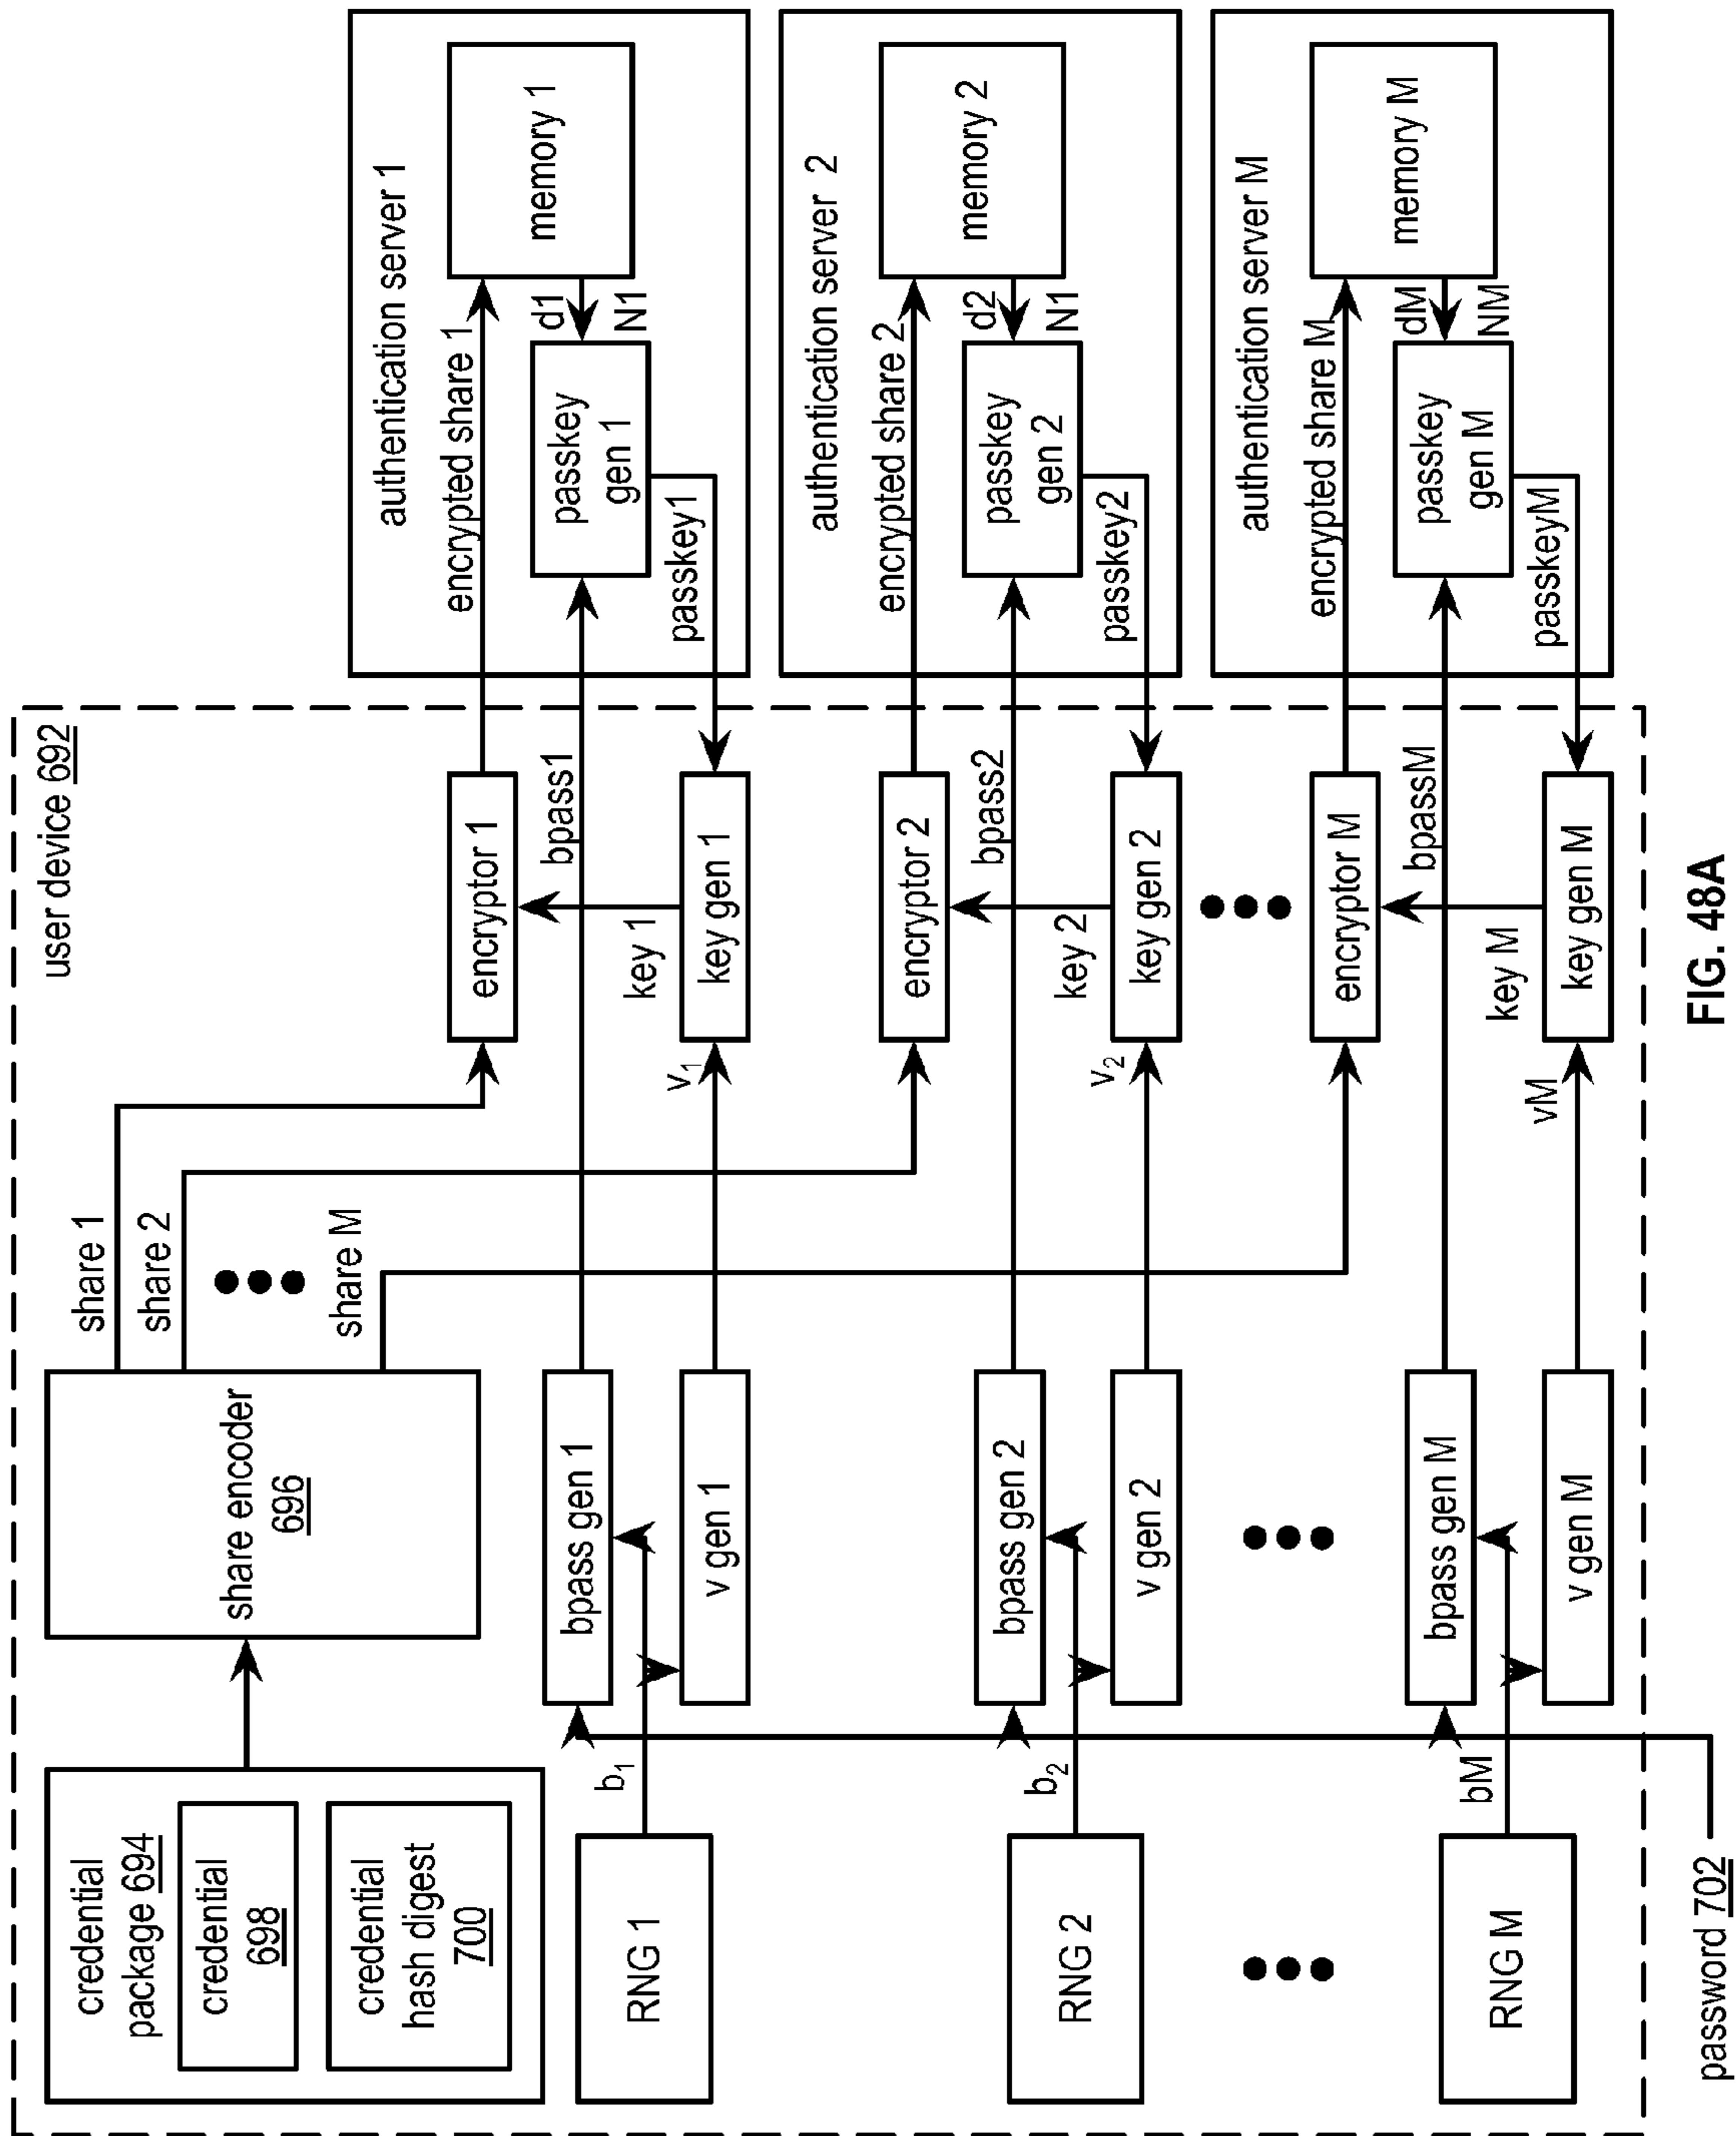 user device 692
credential
package 694
credential
698
credential
hash digest
700
share encoder
696
share 1
share 2
share M
RNG 1
b1
bpass gen 1
v gen 1
v1
encryptor 1
bpass1
key 1
key gen 1
authentication server 1
encrypted share 1
memory 1
d1
N1
passkey
gen 1
passkey1
RNG 2
b2
bpass gen 2
v gen 2
v2
encryptor 2
bpass2
key 2
key gen 2
authentication server 2
encrypted share 2
memory 2
d2
N1
passkey
gen 2
passkey2
RNG M
bM
bpass gen M
v gen M
vM
encryptor M
bpassM
key M
key gen M
authentication server M
encrypted share M
memory M
dM
NM
passkey
gen M
passkeyM
password 702
FIG. 48A